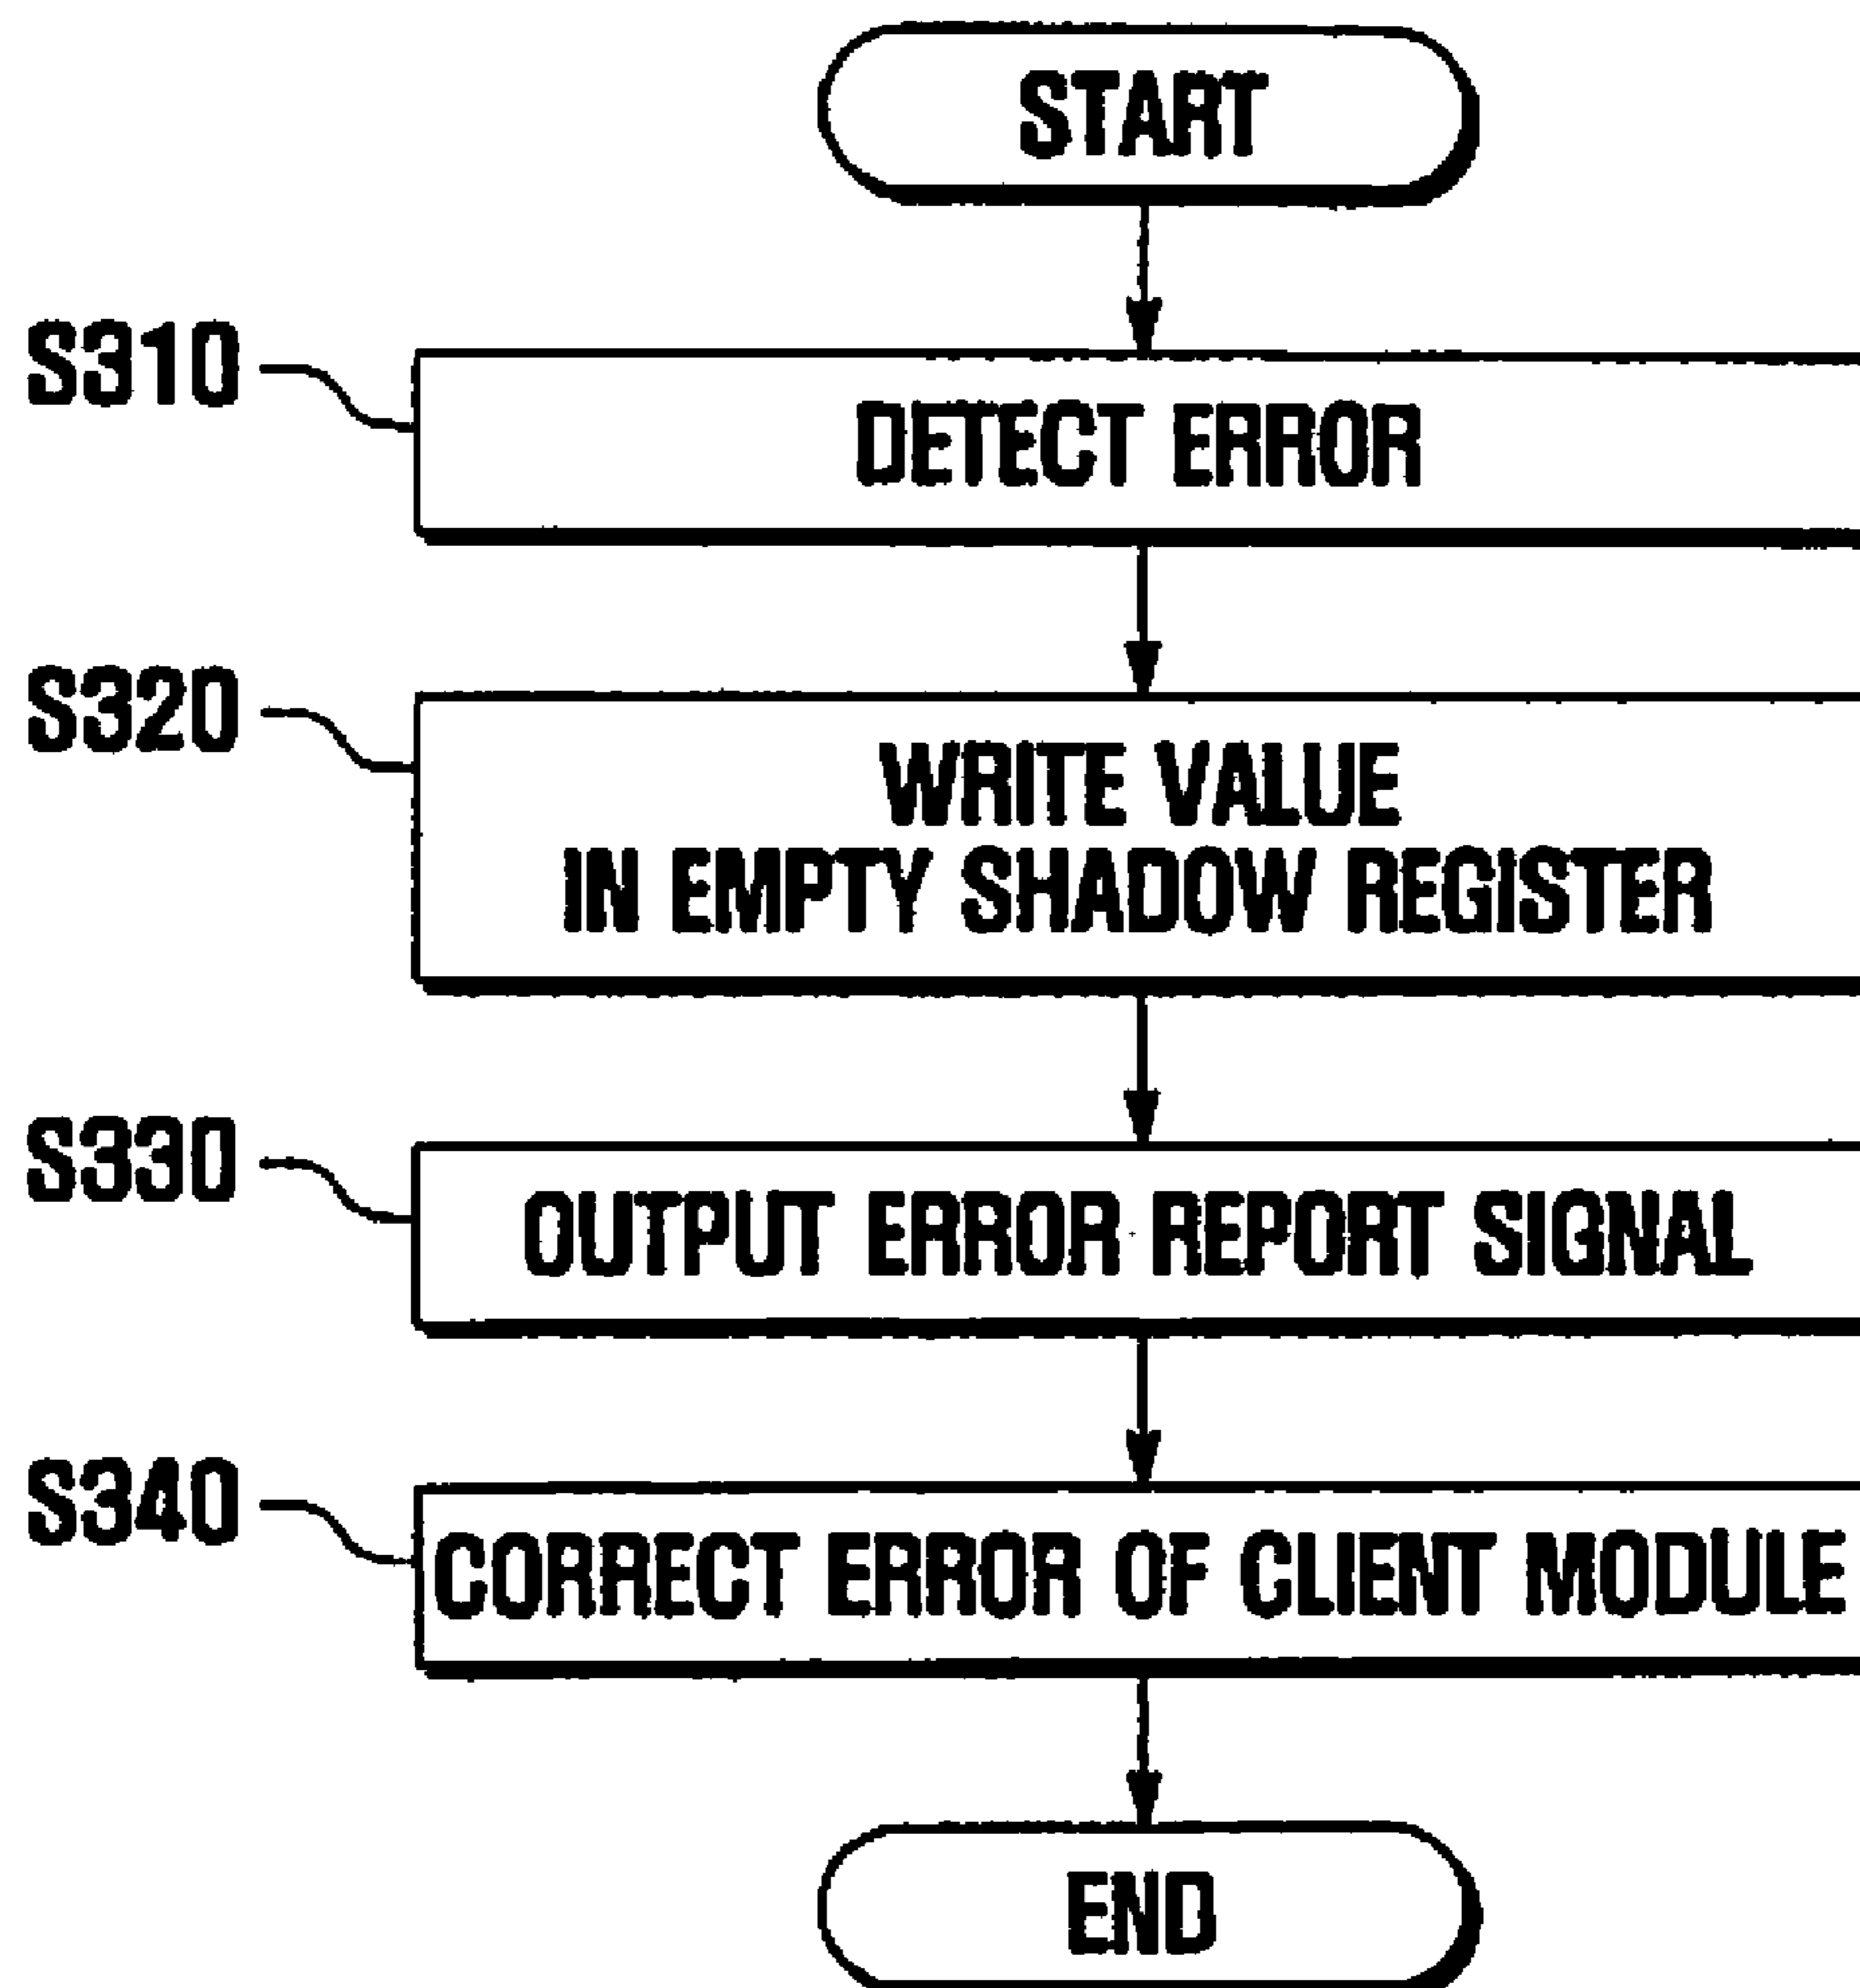 START
S310
DETECT ERROR
S320
WRITE VALUE
IN EMPTY SHADOW REGISTER
S330
OUTPUT ERROR REPORT SIGNAL
S340
CORRECT ERROR OF CLIENT MODULE
END